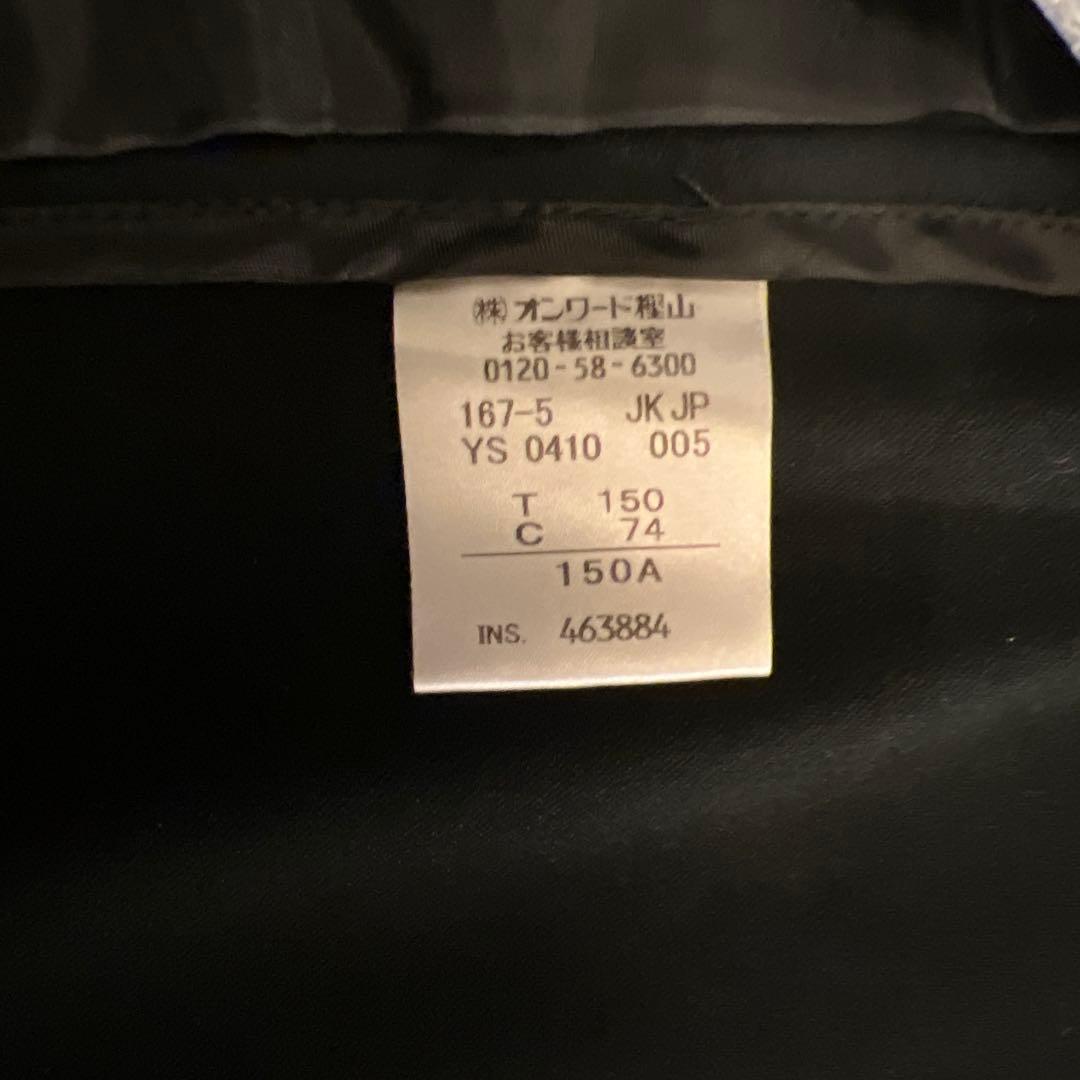 ㈱オンワード樫山
お客様相談室
0120-58-6300
167-5 JK JP
YS 0410 005
T 150
C 74
150A
INS. 463884